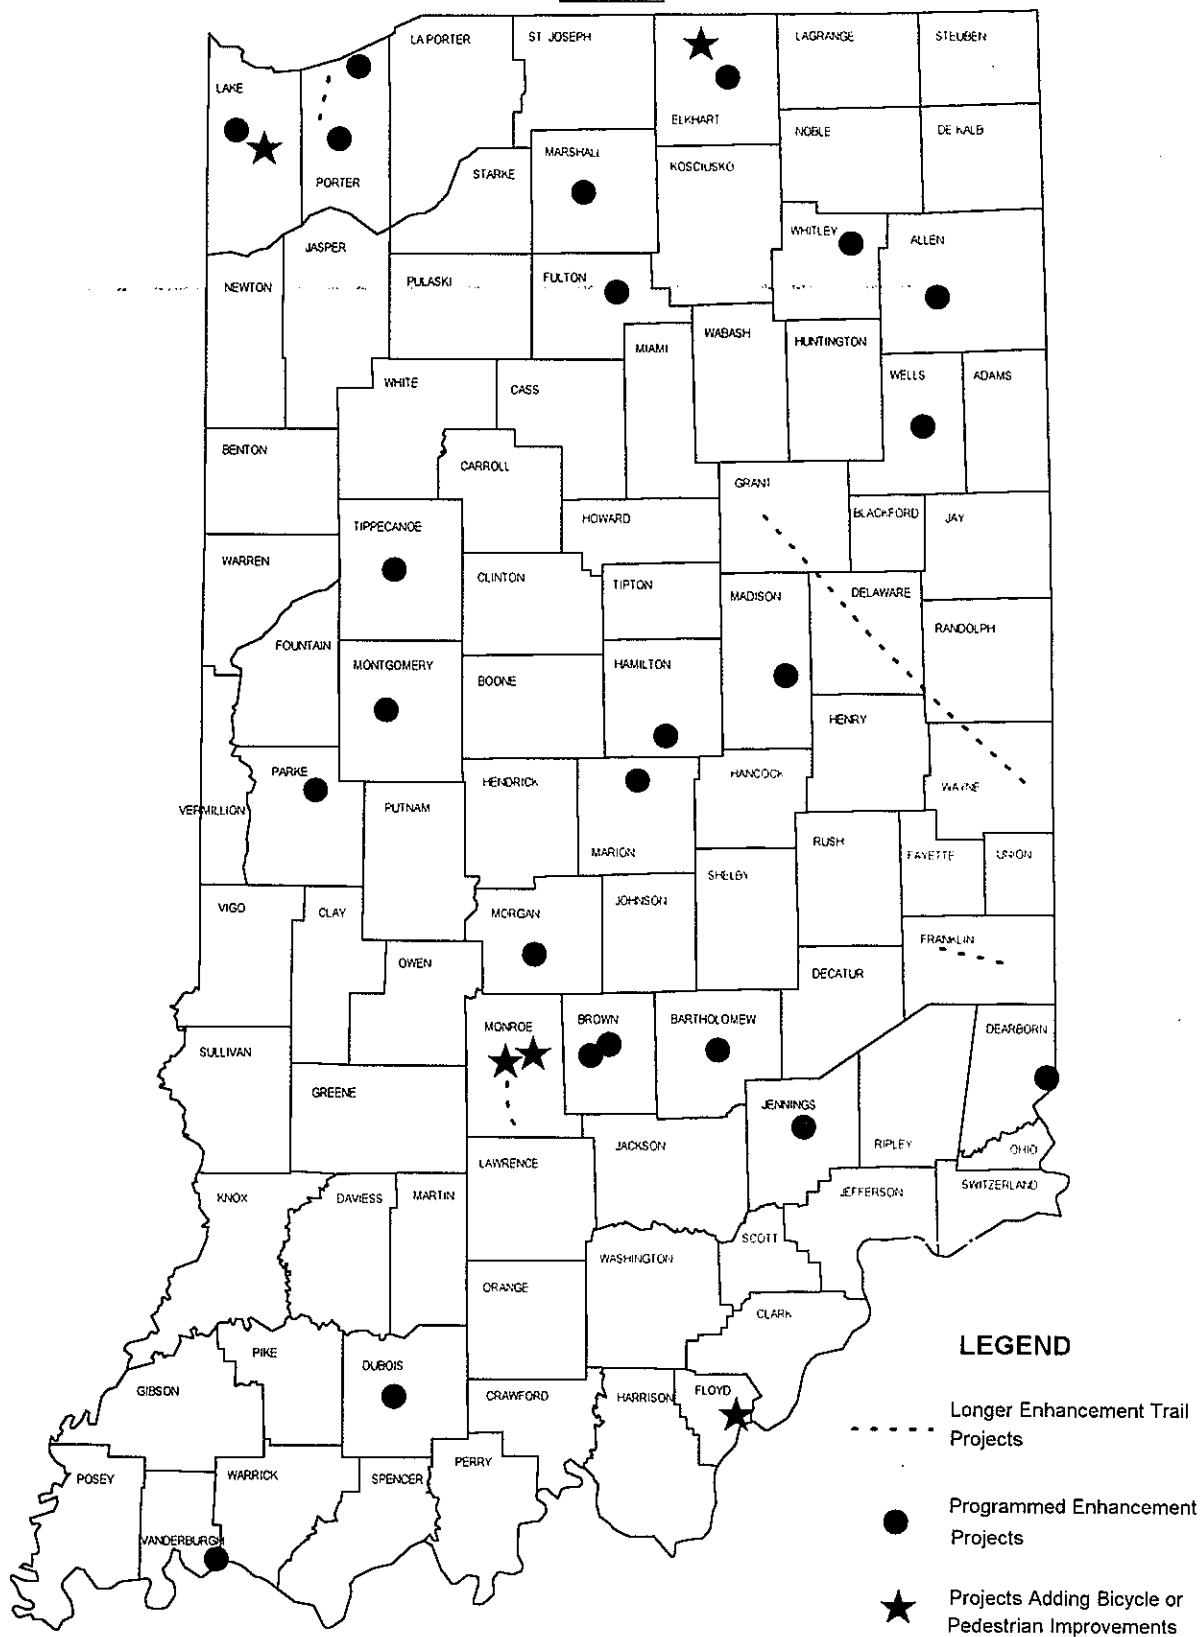 LA PORTER
ST JOSEPH
LAGRANGE
STEUBEN
LAKE
ELKHART
NOBLE
DE KALB
MARSHALL
KOSCIUSKO
STARKE
PORTER
WHITLEY
ALLEN
JASPER
NEWTON
PULASKI
FULTON
WABASH
HUNTINGTON
MIAMI
WHITE
CASS
WELLS
ADAMS
BENTON
CARROLL
GRANT
BLACKFORD
JAY
TIPPECANOE
HOWARD
WARREN
CLINTON
TIPTON
MADISON
DELAWARE
RANDOLPH
FOUNTAIN
MONTGOMERY
BOONE
HAMILTON
HENRY
PARKE
HENDRICK
HANCOCK
WAYNE
VERMILLION
PUTNAM
MARION
RUSH
FAYETTE
UNION
SHELBY
VIGO
CLAY
MORGAN
JOHNSON
FRANKLIN
OWEN
DECATUR
MONROE
BROWN
BARTHOLOMEW
DEARBORN
SULLIVAN
GREENE
JENNINGS
JACKSON
RIPLEY
OHIO
LAWRENCE
KNOX
DAVIESS
MARTIN
JEFFERSON
SWITZERLAND
SCOTT
WASHINGTON
ORANGE
CLARK
PIKE
DUBOIS
GIBSON
CRAWFORD
HARRISON
FLOYD
POSEY
WARRICK
SPENCER
PERRY
VANDERBURGH
LEGEND
Longer Enhancement Trail
Projects
Programmed Enhancement
Projects
Projects Adding Bicycle or
Pedestrian Improvements